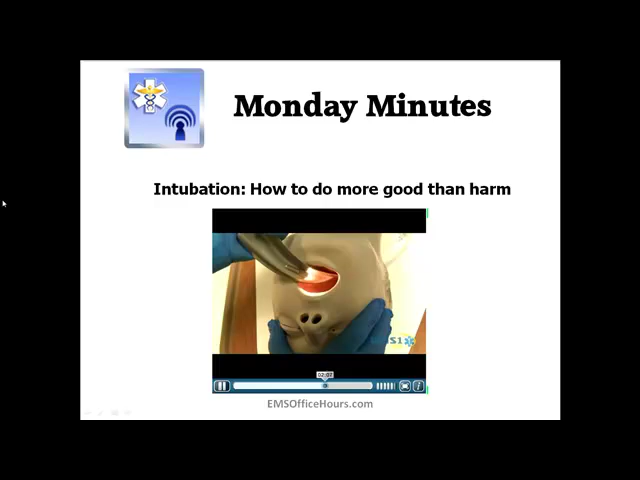 Monday Minutes
Intubation: How to do more good than harm
02:07
EMSOfficeHours.com